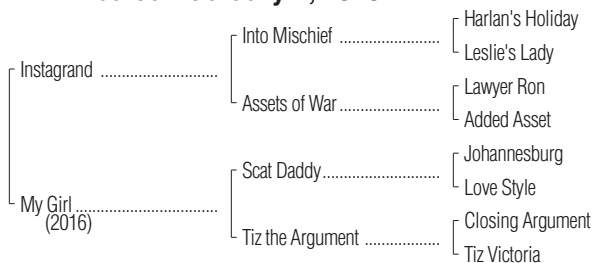 Harlan's Holiday
Into Mischief
Leslie's Lady
Instagrand
Lawyer Ron
Assets of War
Added Asset
Johannesburg
Scat Daddy
Love Style
My Girl
(2016)
Closing Argument
Tiz the Argument
Tiz Victoria